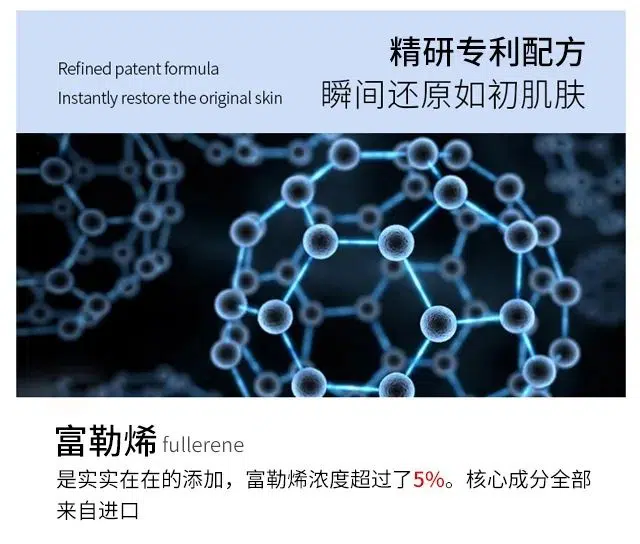 精研专利配方
Refined patent formula
瞬间还原如初肌肤
Instantly restore the original skin
富勒烯 fullerene
是实实在在的添加，富勒烯浓度超过了5%。核心成分全部
来自进口